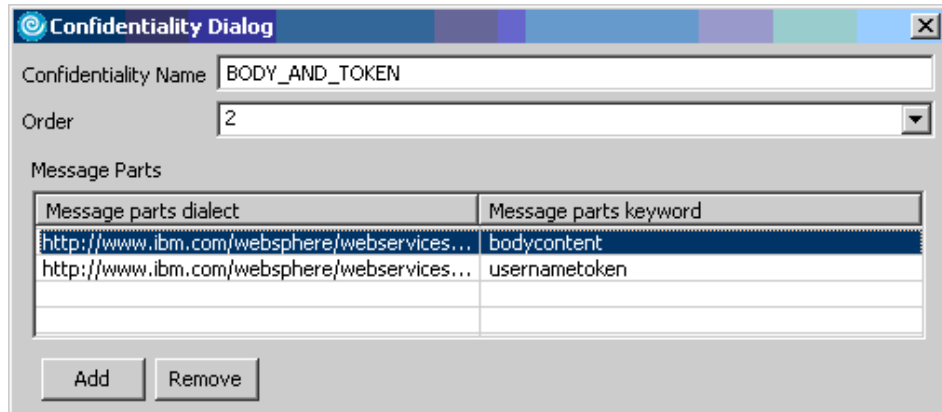 Confidentiality Dialog
Confidentiality Name BODY_AND_TOKEN
Order 2
Message Parts
Message parts dialect Message parts keyword
http://www.ibm.com/websphere/webservices... bodycontent
http://www.ibm.com/websphere/webservices... usernametoken
Add Remove